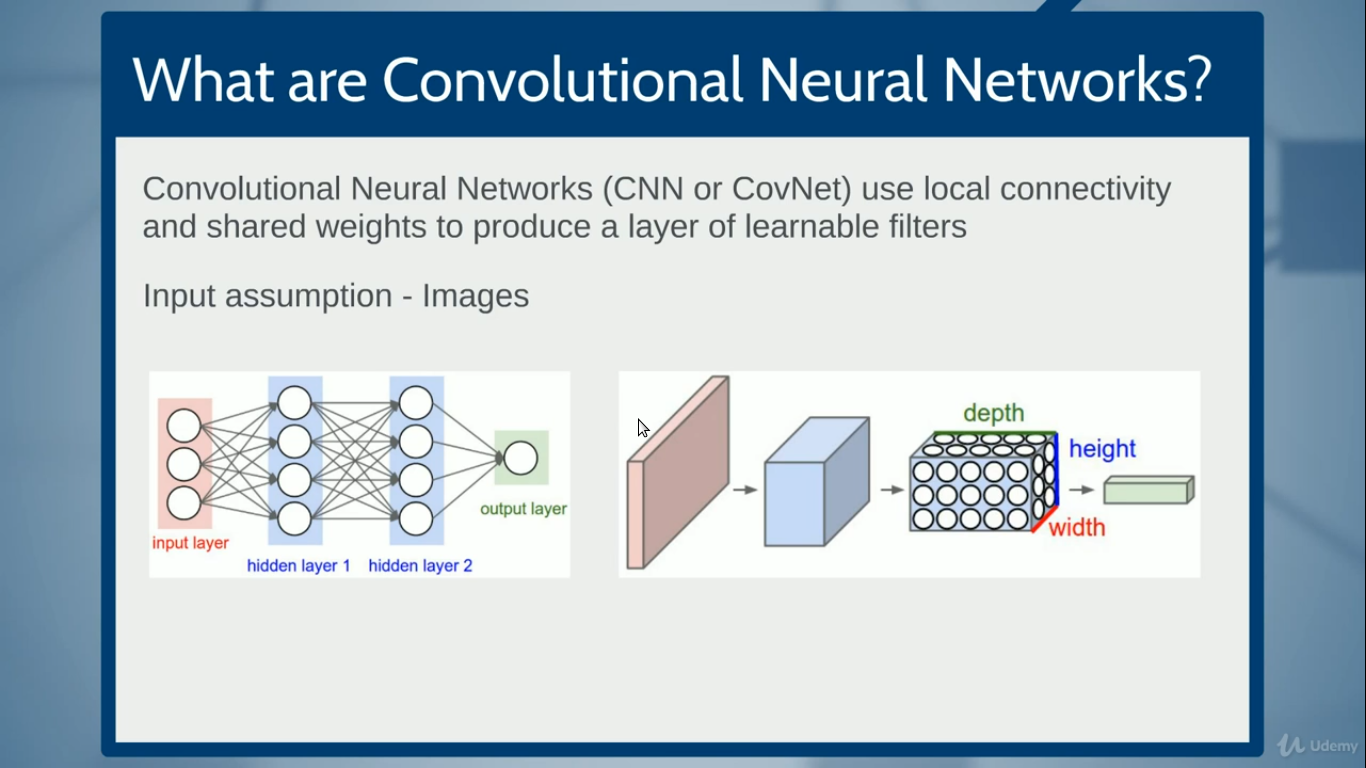 What are Convolutional Neural Networks?
Convolutional Neural Networks (CNN or CovNet) use local connectivity
and shared weights to produce a layer of learnable filters
Input assumption - Images
input layer
hidden layer 1
hidden layer 2
output layer
depth
height
width
Udemy